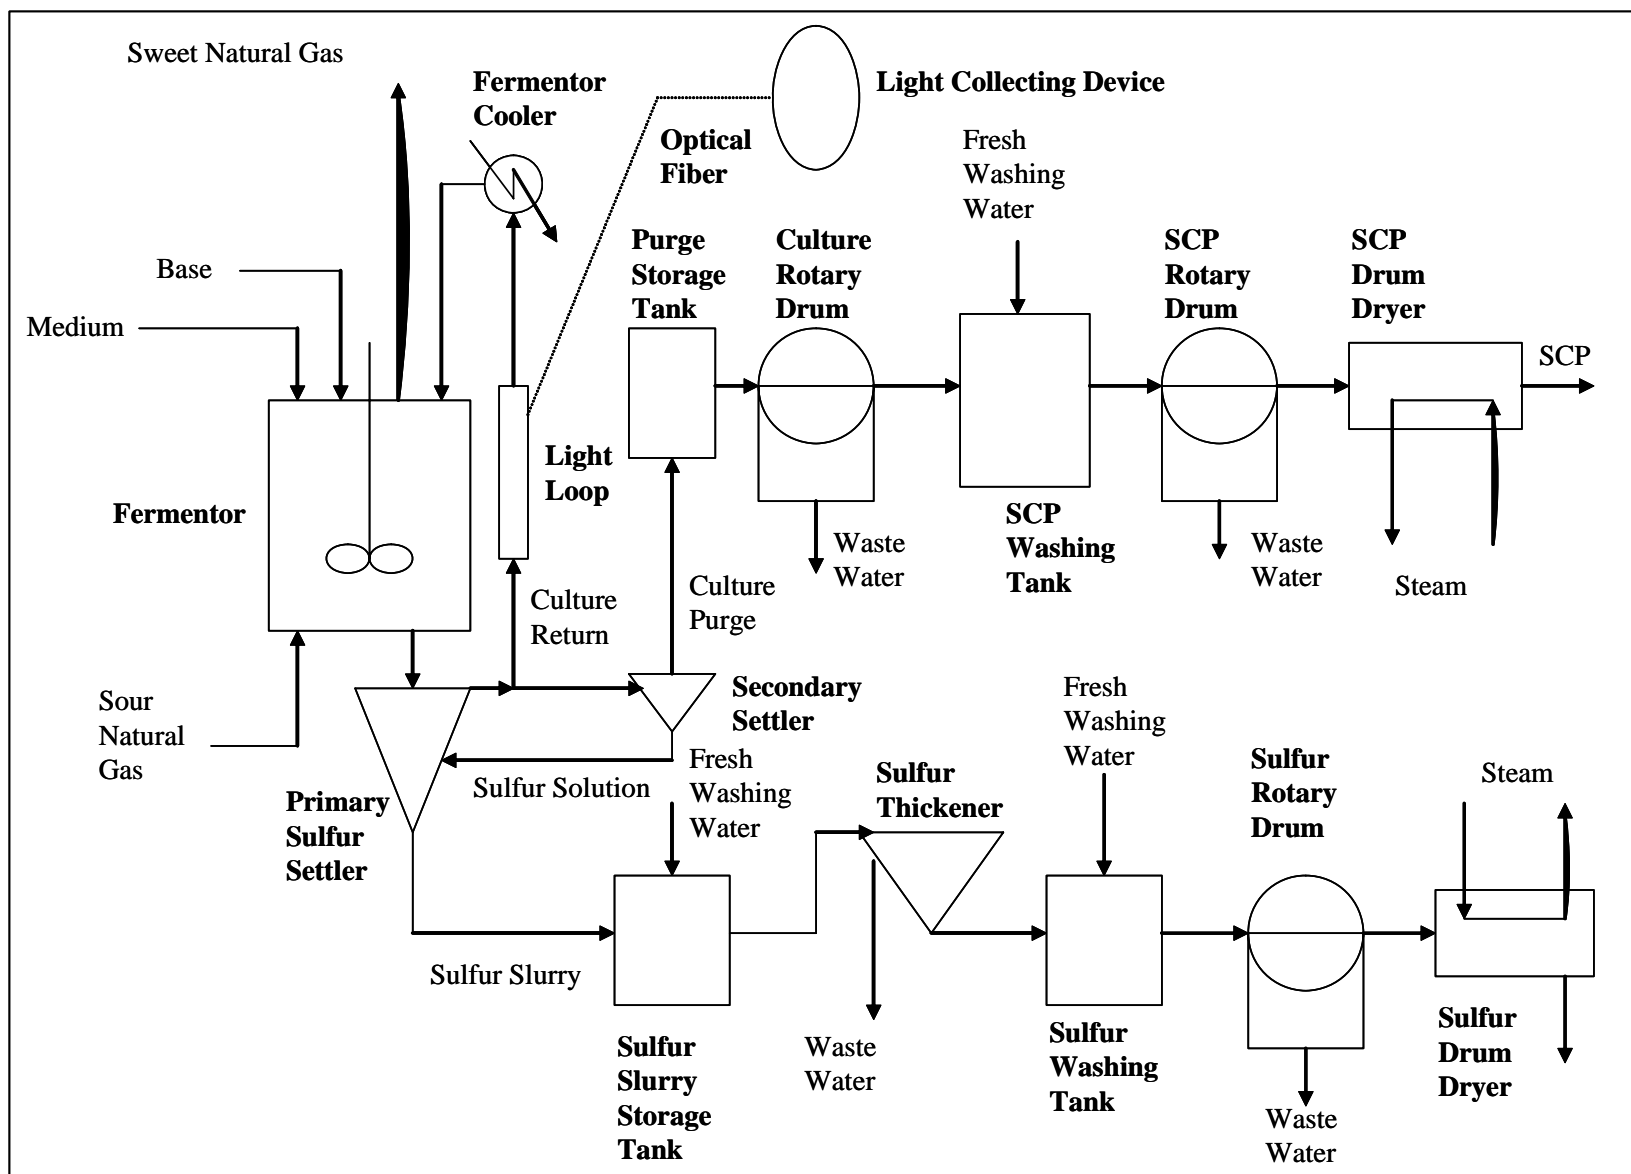 Sweet Natural Gas
Fermentor
Cooler
Light Collecting Device
Optical
Fiber
Fresh
Washing
Water
Base
Medium
Purge
Storage
Tank
Culture
Rotary
Drum
SCP
Rotary
Drum
SCP
Drum
Dryer
SCP
Light
Loop
Fermentor
SCP
Washing
Tank
Waste
Water
Waste
Water
Steam
Culture
Return
Culture
Purge
Sour
Natural
Gas
Secondary
Settler
Fresh
Washing
Water
Sulfur Solution
Fresh
Washing
Water
Primary
Sulfur
Settler
Sulfur
Thickener
Sulfur
Rotary
Drum
Steam
Sulfur Slurry
Sulfur
Slurry
Storage
Tank
Waste
Water
Sulfur
Washing
Tank
Waste
Water
Sulfur
Drum
Dryer